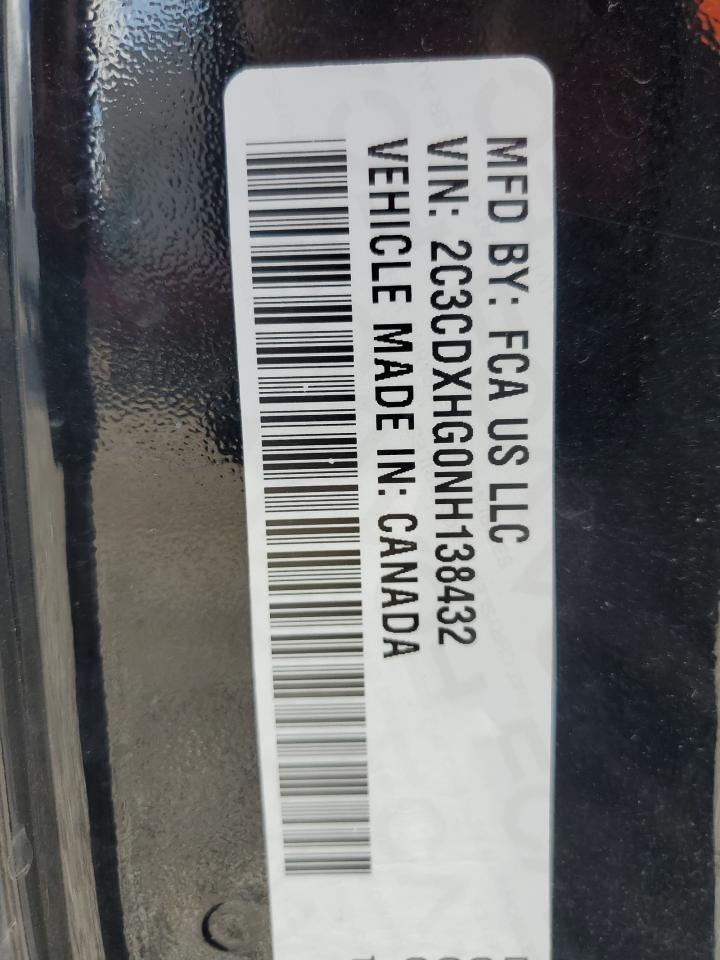 MFD BY: FCA US LLC
VIN: 2C3CDXHG0NH138432
VEHICLE MADE IN: CANADA